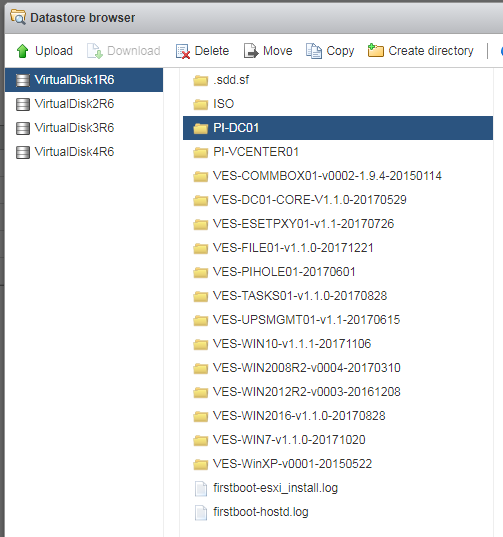 Datastore browser
Upload Download Delete Move Copy Create directory
VirtualDisk1R6
VirtualDisk2R6
VirtualDisk3R6
VirtualDisk4R6
.sdd.sf
ISO
PI-DC01
PI-VCENTER01
VES-COMMBOX01-v0002-1.9.4-20150114
VES-DC01-CORE-V1.1.0-20170529
VES-ESETPXY01-v1.1-20170726
VES-FILE01-v1.1.0-20171221
VES-PIHOLE01-20170601
VES-TASKS01-v1.1.0-20170828
VES-UPSMGMT01-v1.1-20170615
VES-WIN10-v1.1.1-20171106
VES-WIN2008R2-v0004-20170310
VES-WIN2012R2-v0003-20161208
VES-WIN2016-v1.1.0-20170828
VES-WIN7-v1.1.0-20171020
VES-WinXP-v0001-20150522
firstboot-esxi_install.log
firstboot-hostd.log